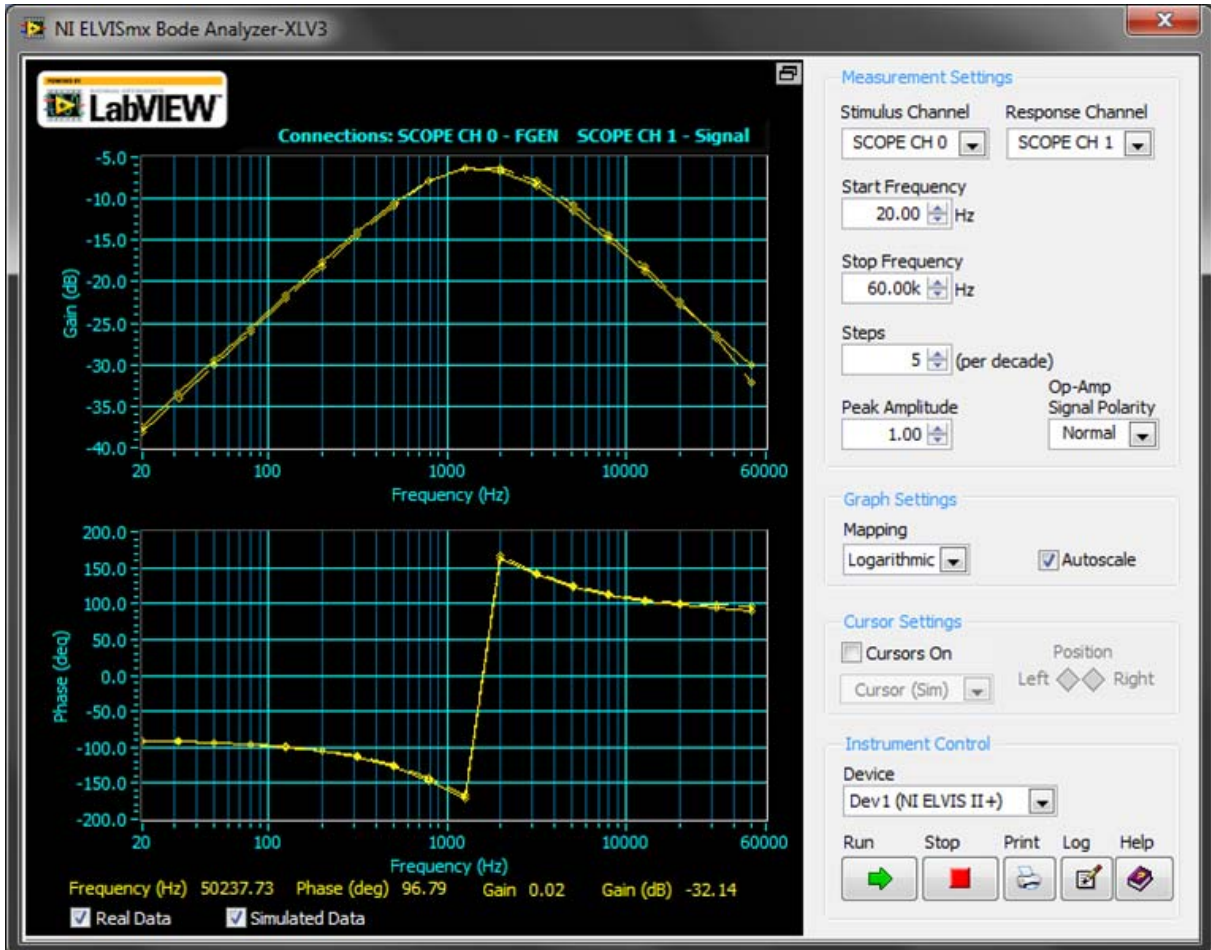 NI ELVISmx Bode Analyzer-XLV3
POWERED BY
LabVIEW
Connections: SCOPE CH 0 - FGEN SCOPE CH 1 - Signal
-5.0
-10.0
-15.0
-20.0
-25.0
-30.0
-35.0
-40.0
Gain (dB)
20 100 1000 10000 60000
Frequency (Hz)
200.0
150.0
100.0
50.0
0.0
-50.0
-100.0
-150.0
-200.0
Phase (deg)
20 100 1000 10000 60000
Frequency (Hz)
Frequency (Hz) 50237.73 Phase (deg) 96.79 Gain 0.02 Gain (dB) -32.14
Real Data Simulated Data
Measurement Settings
Stimulus Channel Response Channel
SCOPE CH 0 SCOPE CH 1
Start Frequency
20.00 Hz
Stop Frequency
60.00k Hz
Steps
5 (per decade)
Peak Amplitude
1.00
Op-Amp
Signal Polarity
Normal
Graph Settings
Mapping
Logarithmic Autoscale
Cursor Settings
Cursors On Position
Cursor (Sim) Left Right
Instrument Control
Device
Dev1 (NI ELVIS II+)
Run Stop Print Log Help